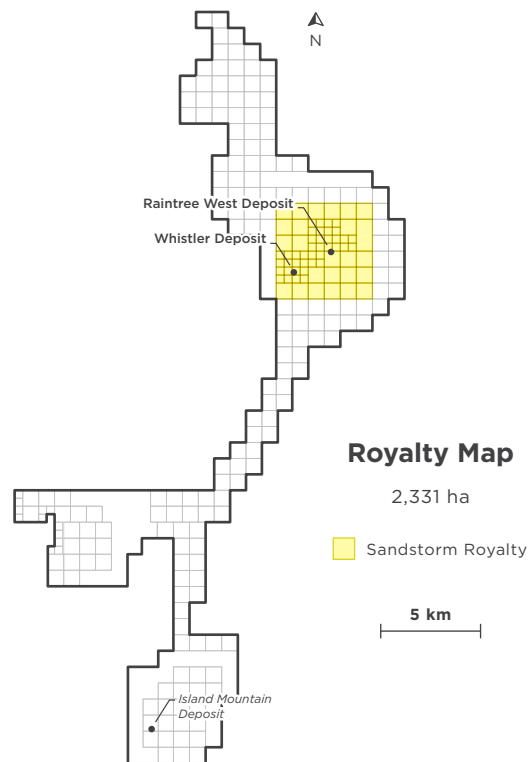 N
Raintree West Deposit
Whistler Deposit
Royalty Map
2,331 ha
Sandstorm Royalty
5 km
Island Mountain
Deposit